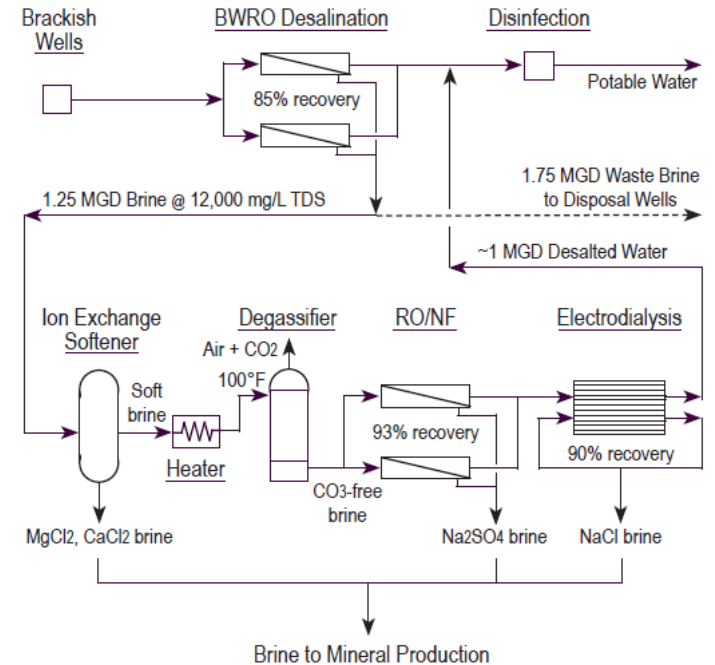 Brackish
Wells
BWRO Desalination
Disinfection
85% recovery
Potable Water
1.25 MGD Brine @ 12,000 mg/L TDS
1.75 MGD Waste Brine
to Disposal Wells
~1 MGD Desalted Water
Ion Exchange
Softener
Degassifier
RO/NF
Electrodialysis
Air + CO2
100°F
Soft
brine
Heater
93% recovery
90% recovery
CO3-free
brine
MgCl2, CaCl2 brine
Na2SO4 brine
NaCl brine
Brine to Mineral Production